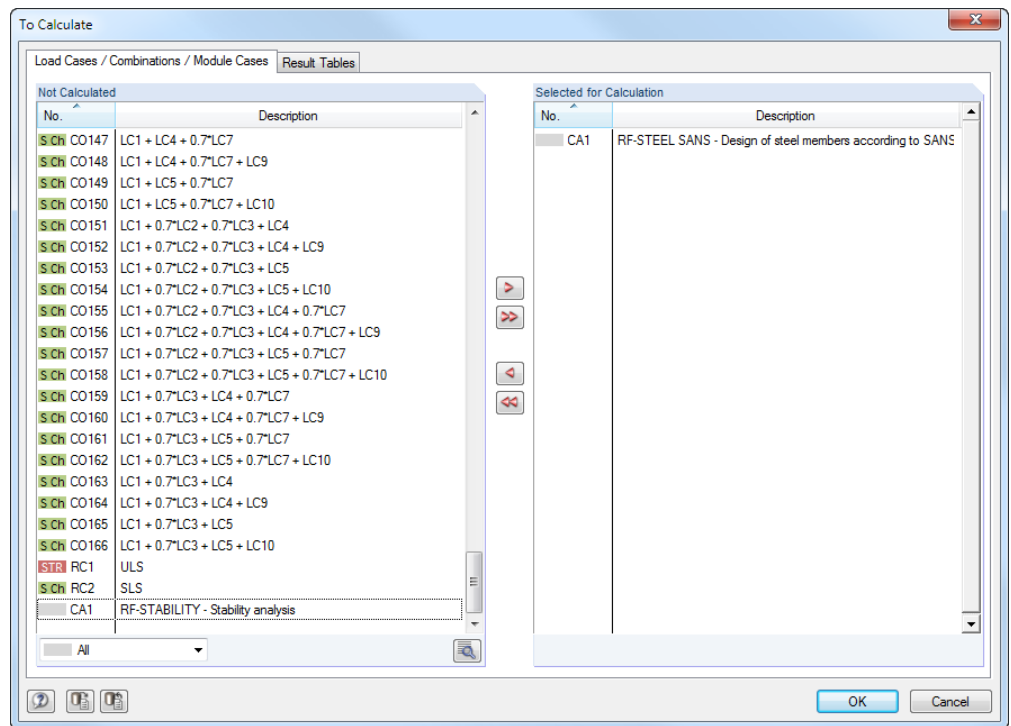 To Calculate
Load Cases / Combinations / Module Cases Result Tables
Not Calculated
No. Description
S Ch CO147 LC1 + LC4 + 0.7*LC7
S Ch CO148 LC1 + LC4 + 0.7*LC7 + LC9
S Ch CO149 LC1 + LC5 + 0.7*LC7
S Ch CO150 LC1 + LC5 + 0.7*LC7 + LC10
S Ch CO151 LC1 + 0.7*LC2 + 0.7*LC3 + LC4
S Ch CO152 LC1 + 0.7*LC2 + 0.7*LC3 + LC4 + LC9
S Ch CO153 LC1 + 0.7*LC2 + 0.7*LC3 + LC5
S Ch CO154 LC1 + 0.7*LC2 + 0.7*LC3 + LC5 + LC10
S Ch CO155 LC1 + 0.7*LC2 + 0.7*LC3 + LC4 + 0.7*LC7
S Ch CO156 LC1 + 0.7*LC2 + 0.7*LC3 + LC4 + 0.7*LC7 + LC9
S Ch CO157 LC1 + 0.7*LC2 + 0.7*LC3 + LC5 + 0.7*LC7
S Ch CO158 LC1 + 0.7*LC2 + 0.7*LC3 + LC5 + 0.7*LC7 + LC10
S Ch CO159 LC1 + 0.7*LC3 + LC4 + 0.7*LC7
S Ch CO160 LC1 + 0.7*LC3 + LC4 + 0.7*LC7 + LC9
S Ch CO161 LC1 + 0.7*LC3 + LC5 + 0.7*LC7
S Ch CO162 LC1 + 0.7*LC3 + LC5 + 0.7*LC7 + LC10
S Ch CO163 LC1 + 0.7*LC3 + LC4
S Ch CO164 LC1 + 0.7*LC3 + LC4 + LC9
S Ch CO165 LC1 + 0.7*LC3 + LC5
S Ch CO166 LC1 + 0.7*LC3 + LC5 + LC10
STR RC1 ULS
S Ch RC2 SLS
CA1 RF-STABILITY - Stability analysis
All
Selected for Calculation
No. Description
CA1 RF-STEEL SANS - Design of steel members according to SANS
OK Cancel